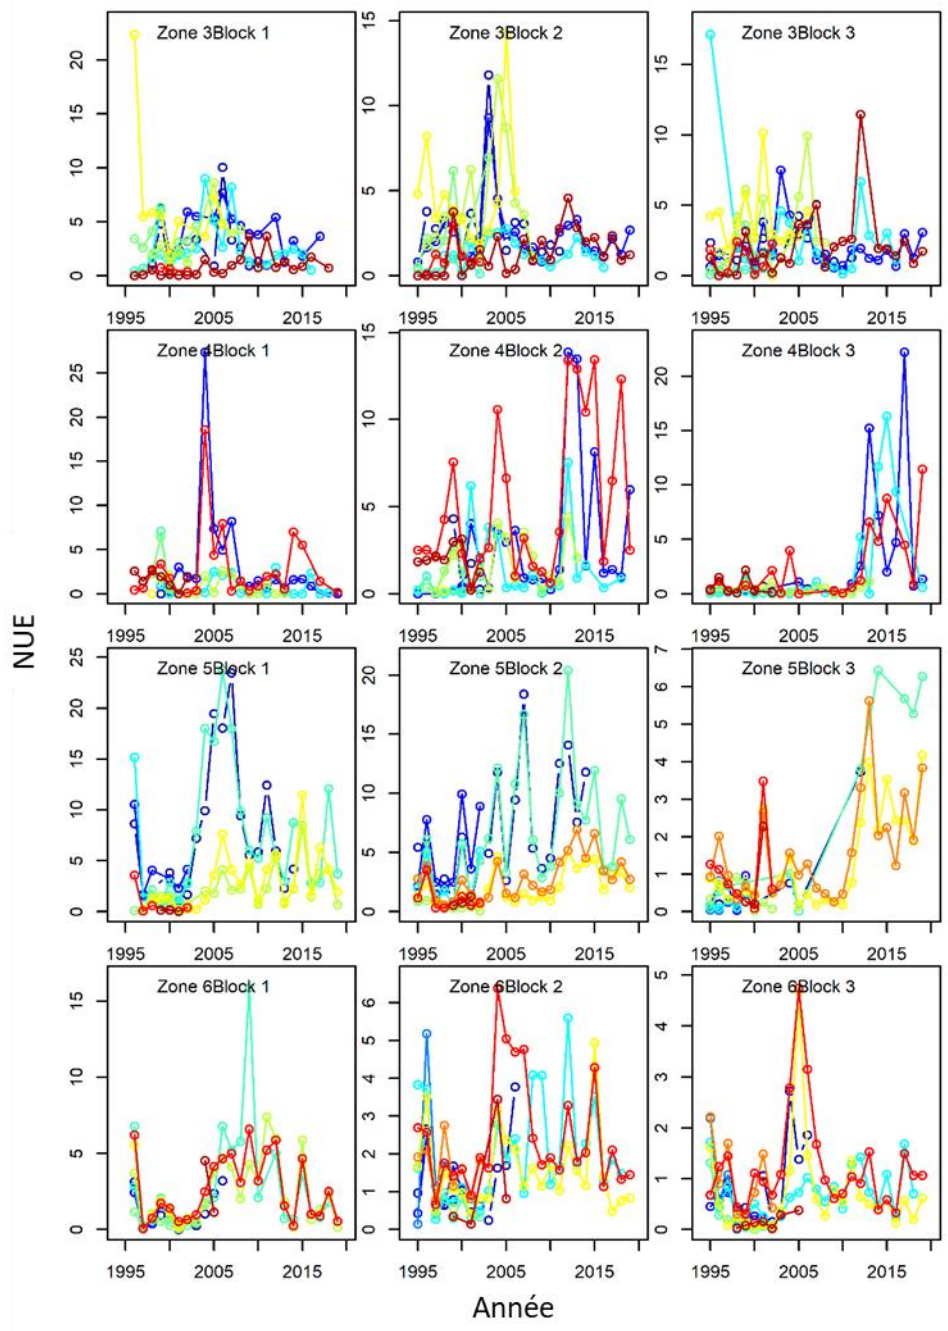 Zone 3Block 1
Zone 3Block 2
Zone 3Block 3
0 5 10 15 20
0 5 10 15
0 5 10 15
1995 2005 2015
1995 2005 2015
1995 2005 2015
Zone 4Block 1
Zone 4Block 2
Zone 4Block 3
0 5 10 15 20 25
0 5 10 15
0 5 10 15 20
1995 2005 2015
1995 2005 2015
1995 2005 2015
NUE
Zone 5Block 1
Zone 5Block 2
Zone 5Block 3
0 5 10 15 20 25
0 5 10 15 20
0 1 2 3 4 5 6 7
1995 2005 2015
1995 2005 2015
1995 2005 2015
Zone 6Block 1
Zone 6Block 2
Zone 6Block 3
0 5 10 15
0 1 2 3 4 5 6
0 1 2 3 4 5
1995 2005 2015
1995 2005 2015
1995 2005 2015
Année